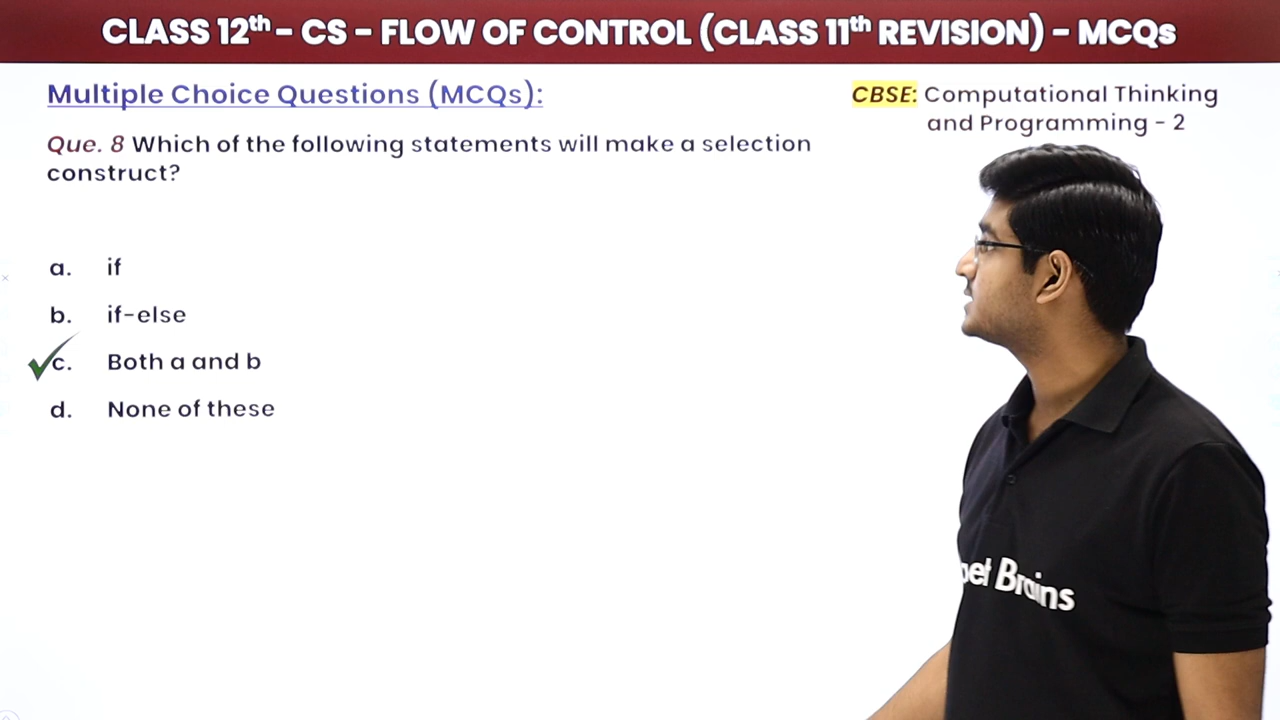 CLASS 12th – CS – FLOW OF CONTROL (CLASS 11th REVISION) – MCQs
Multiple Choice Questions (MCQs):
CBSE: Computational Thinking
and Programming - 2
Que. 8 Which of the following statements will make a selection
construct?
a. if
b. if-else
c. Both a and b
d. None of these
Brains